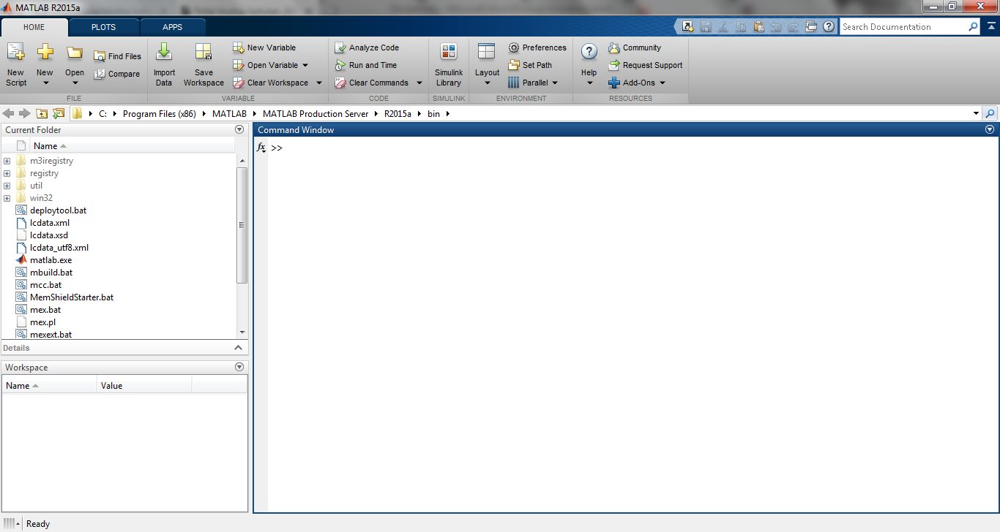 MATLAB R2015a
HOME PLOTS APPS
Search Documentation
New Script
New
Open
Find Files
Compare
FILE
Import Data
Save Workspace
New Variable
Open Variable
Clear Workspace
VARIABLE
Analyze Code
Run and Time
Clear Commands
CODE
Simulink Library
SIMULINK
Layout
Preferences
Set Path
Parallel
ENVIRONMENT
Help
Community
Request Support
Add-Ons
RESOURCES
C: Program Files (x86) MATLAB MATLAB Production Server R2015a bin
Current Folder
Name
m3iregistry
registry
util
win32
deploytool.bat
lcdata.xml
lcdata.xsd
lcdata_utf8.xml
matlab.exe
mbuild.bat
mcc.bat
MemShieldStarter.bat
mex.bat
mex.pl
mexext.bat
Details
Workspace
Name Value
Command Window
fx >>
Ready